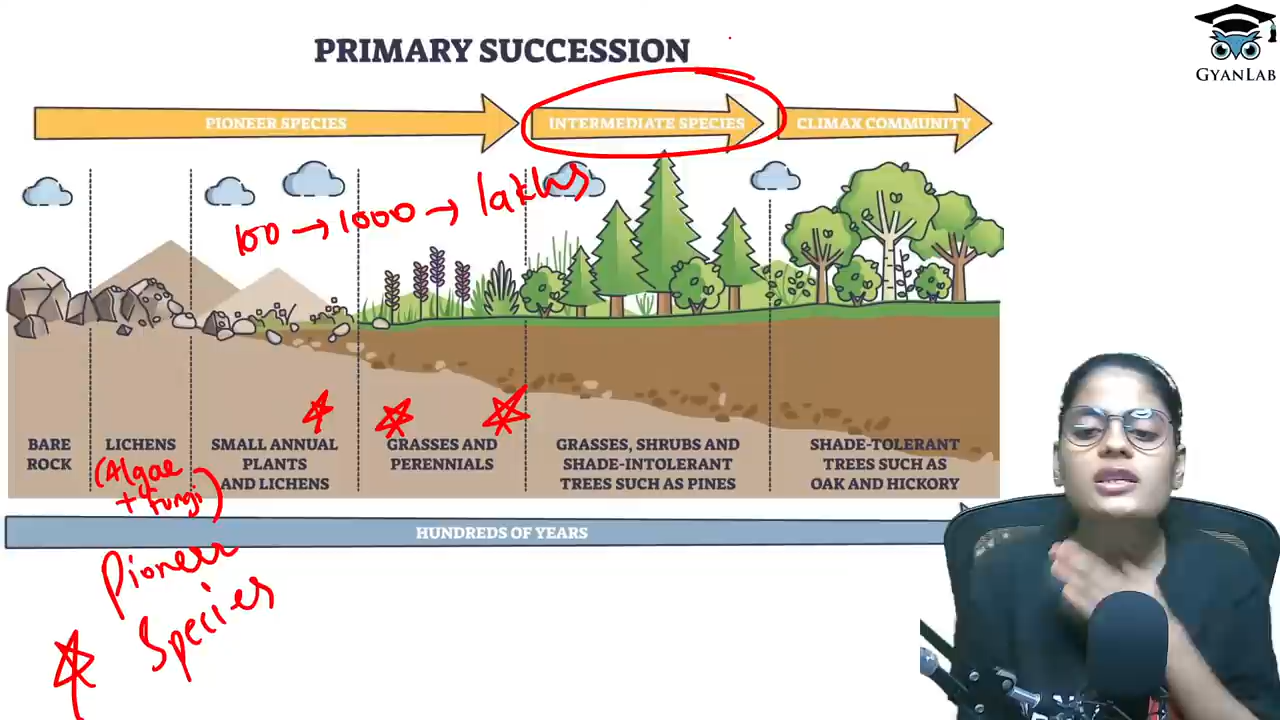 PRIMARY SUCCESSION
GYANLAB
PIONEER SPECIES
INTERMEDIATE SPECIES
CLIMAX COMMUNITY
100 → 1000 → lakhs
BARE
ROCK
LICHENS
(Algae
+ fungi)
SMALL ANNUAL
PLANTS
AND LICHENS
GRASSES AND
PERENNIALS
GRASSES, SHRUBS AND
SHADE-INTOLERANT
TREES SUCH AS PINES
SHADE-TOLERANT
TREES SUCH AS
OAK AND HICKORY
HUNDREDS OF YEARS
Pioneer
Species